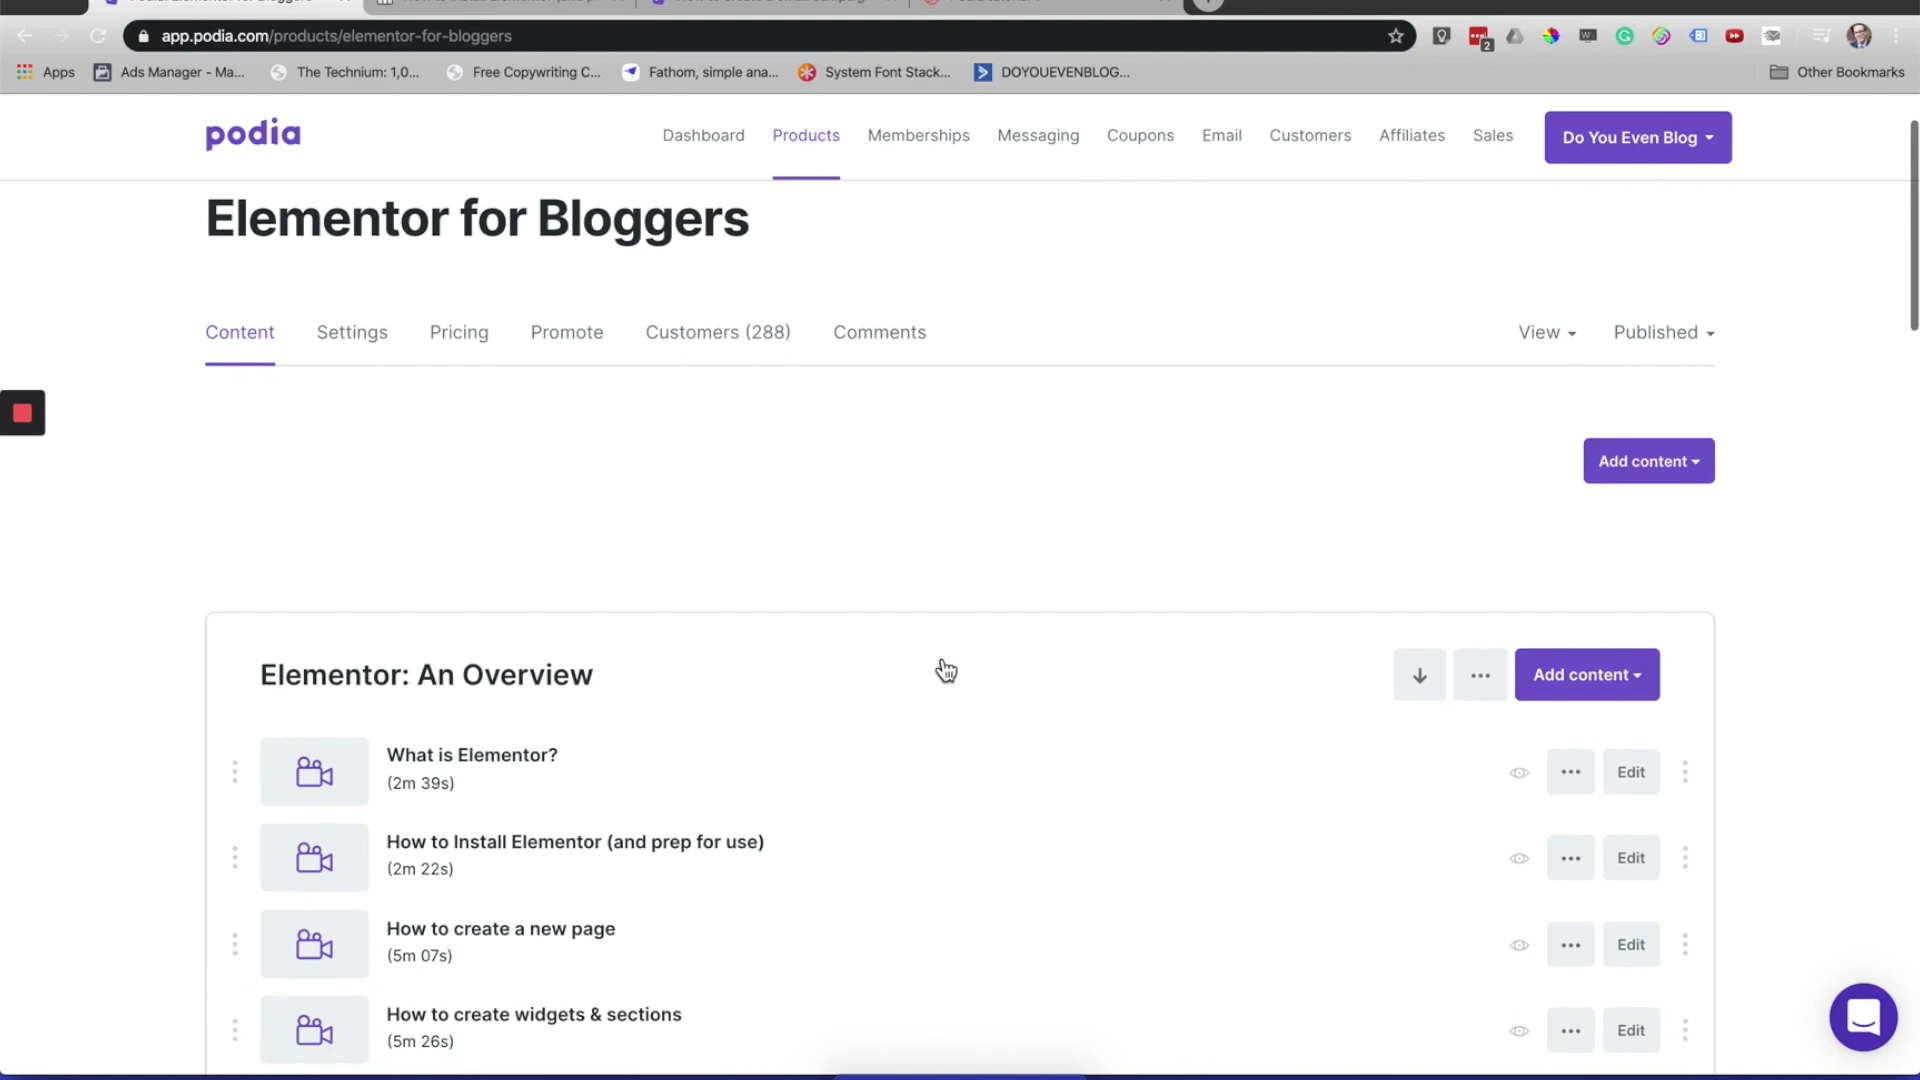 app.podia.com/products/elementor-for-bloggers
2
Apps
Ads Manager - Ma...
The Technium: 1,0...
Free Copywriting C...
Fathom, simple ana...
System Font Stack...
DOYOUEVENBLOG...
Other Bookmarks
podia
Dashboard
Products
Memberships
Messaging
Coupons
Email
Customers
Affiliates
Sales
Do You Even Blog
Elementor for Bloggers
Content
Settings
Pricing
Promote
Customers (288)
Comments
View
Published
Add content
Elementor: An Overview
Add content
What is Elementor?
(2m 39s)
Edit
How to Install Elementor (and prep for use)
(2m 22s)
Edit
How to create a new page
(5m 07s)
Edit
How to create widgets & sections
(5m 26s)
Edit